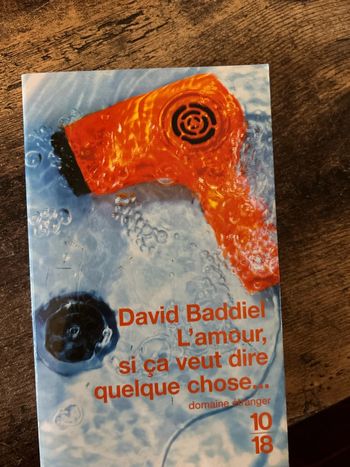 David Baddiel
L'amour,
si ça veut dire
quelque chose...
domaine étranger
10
18